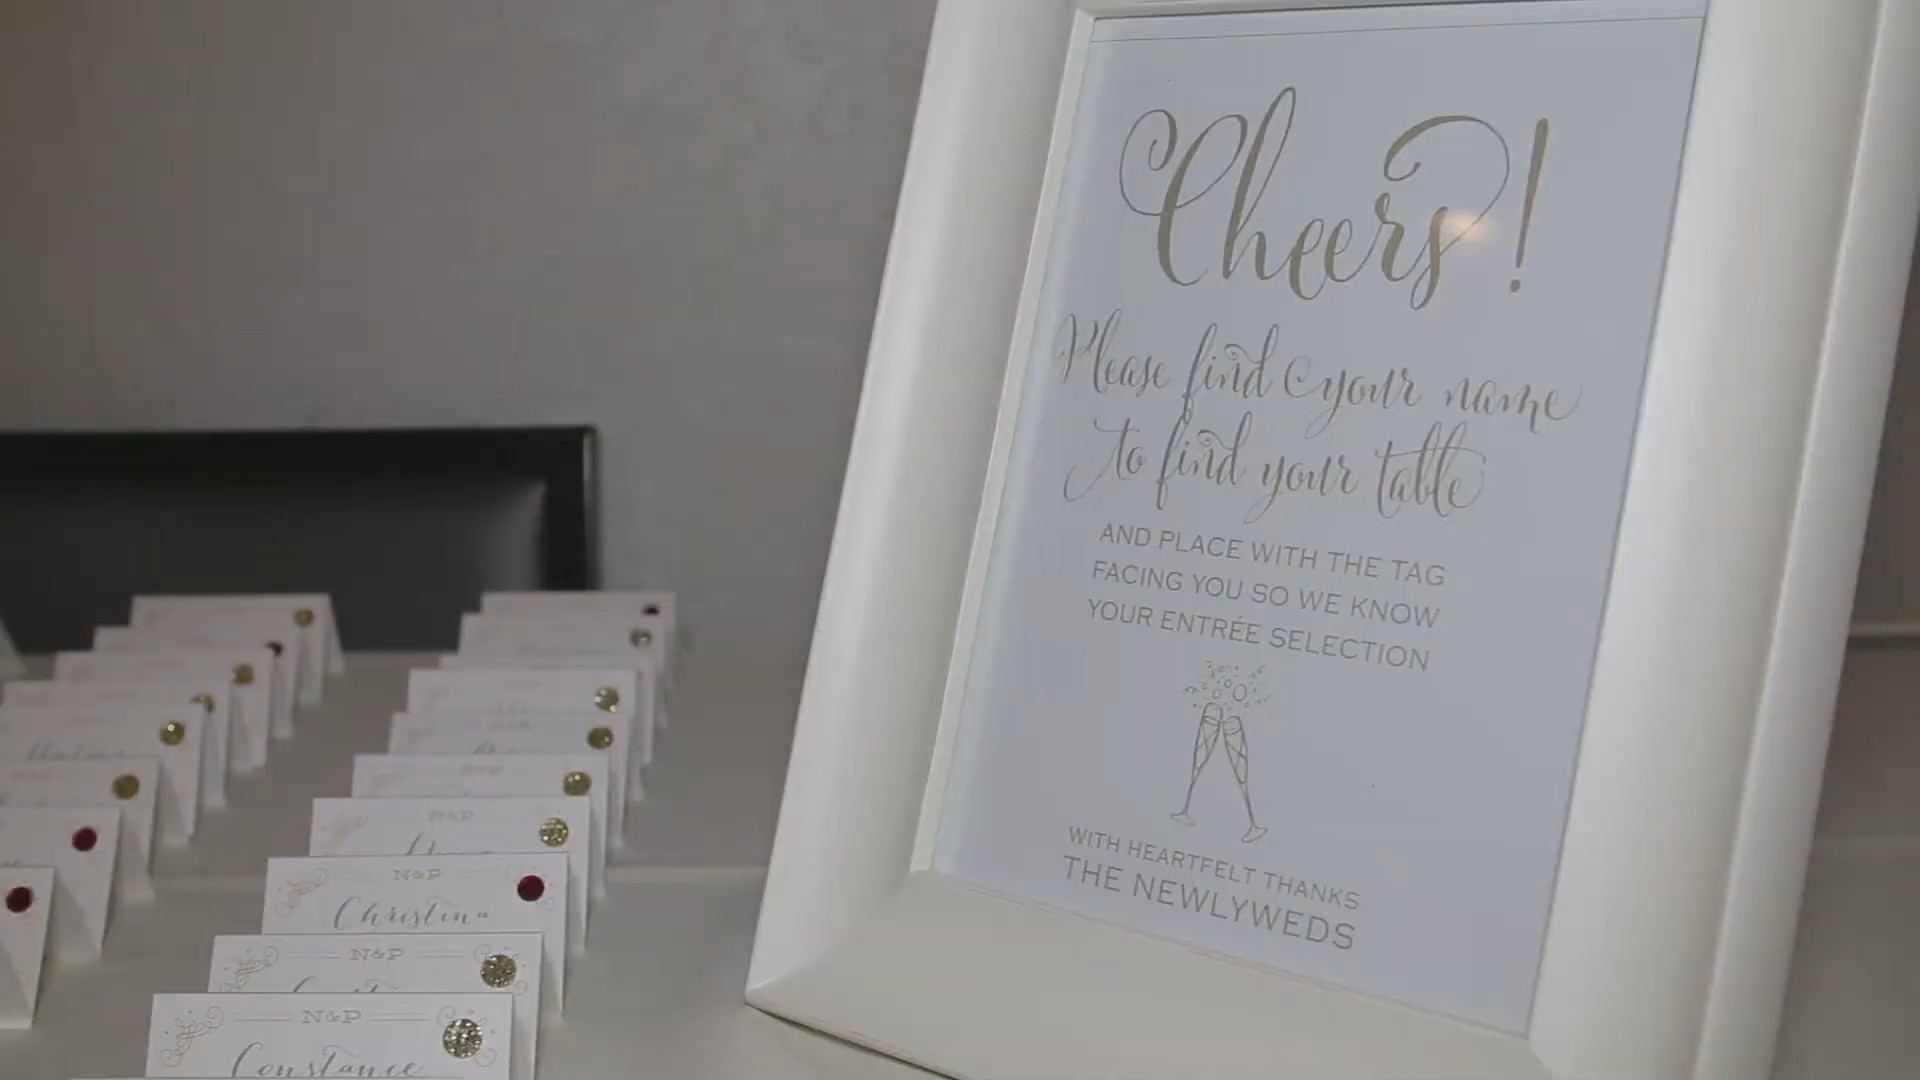 Cheers!
Please find your name
to find your table
AND PLACE WITH THE TAG
FACING YOU SO WE KNOW
YOUR ENTRÉE SELECTION
WITH HEARTFELT THANKS
THE NEWLYWEDS
N&P
N&P
Christina
N&P
N&P
Constance